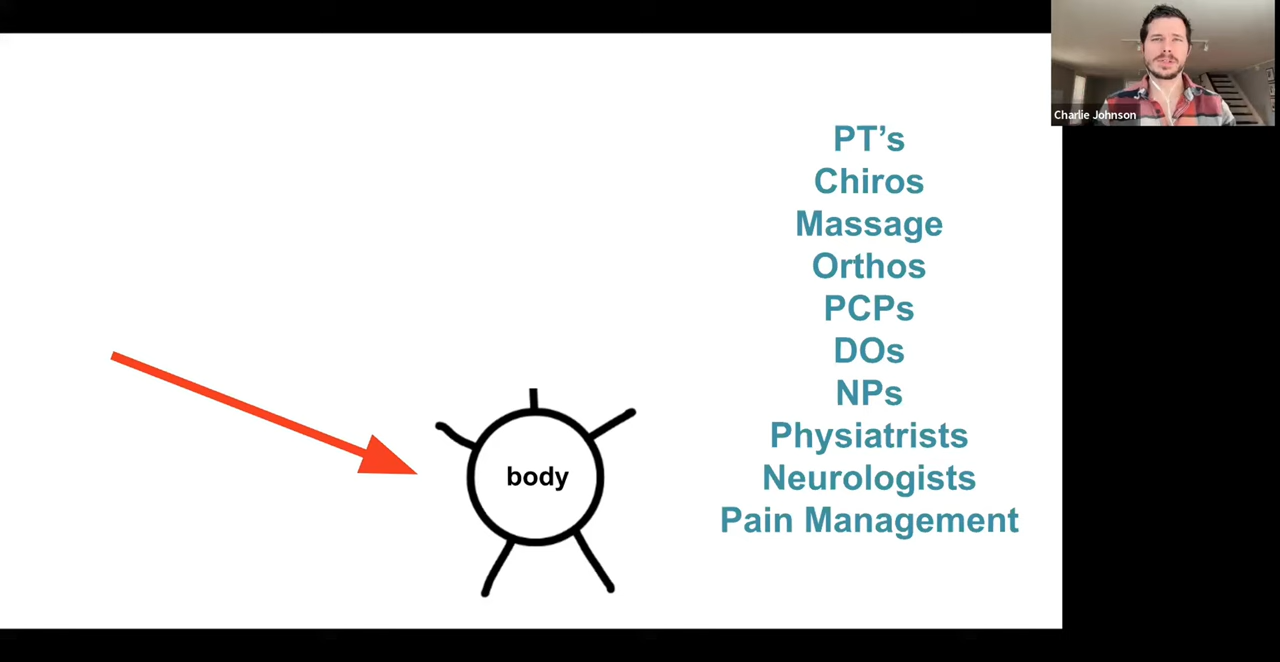 Charlie Johnson
PT’s
Chiros
Massage
Orthos
PCPs
DOs
NPs
Physiatrists
Neurologists
Pain Management
body